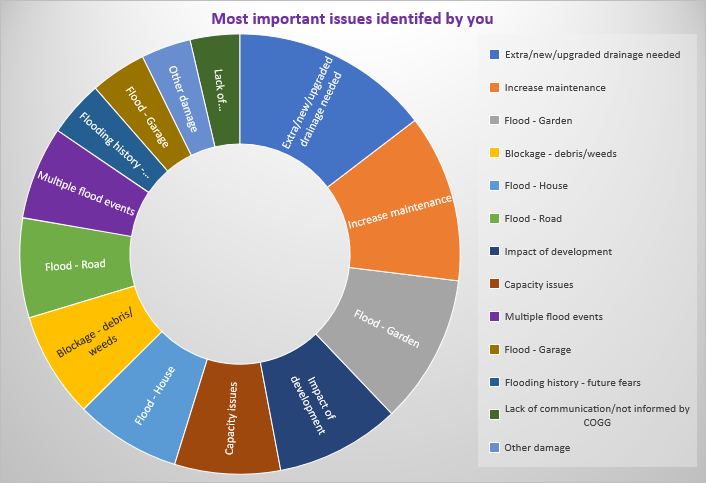 Most important issues identifed by you
Extra/new/upgraded
drainage needed
Increase maintenance
Flood - Garden
Impact of
development
Capacity issues
Flood - House
Blockage - debris/
weeds
Flood - Road
Multiple flood events
Flooding history -...
Flood - Garage
Other damage
Lack of...
Extra/new/upgraded drainage needed
Increase maintenance
Flood - Garden
Blockage - debris/weeds
Flood - House
Flood - Road
Impact of development
Capacity issues
Multiple flood events
Flood - Garage
Flooding history - future fears
Lack of communication/not informed by
COGG
Other damage